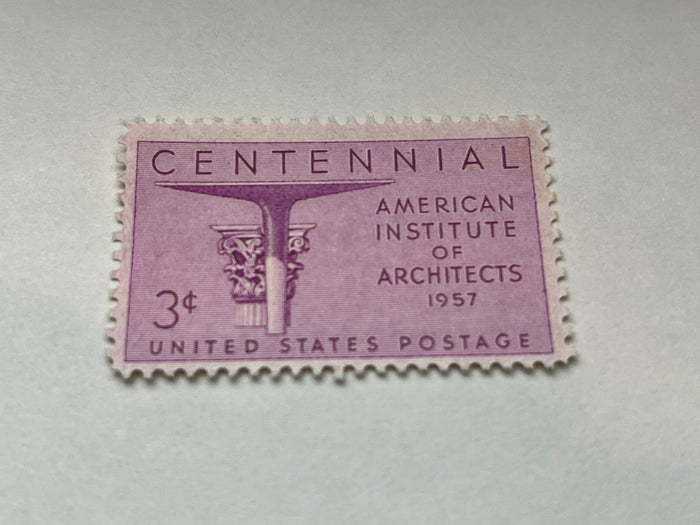 CENTENNIAL
AMERICAN
INSTITUTE
OF
ARCHITECTS
1957
3¢
UNITED STATES POSTAGE